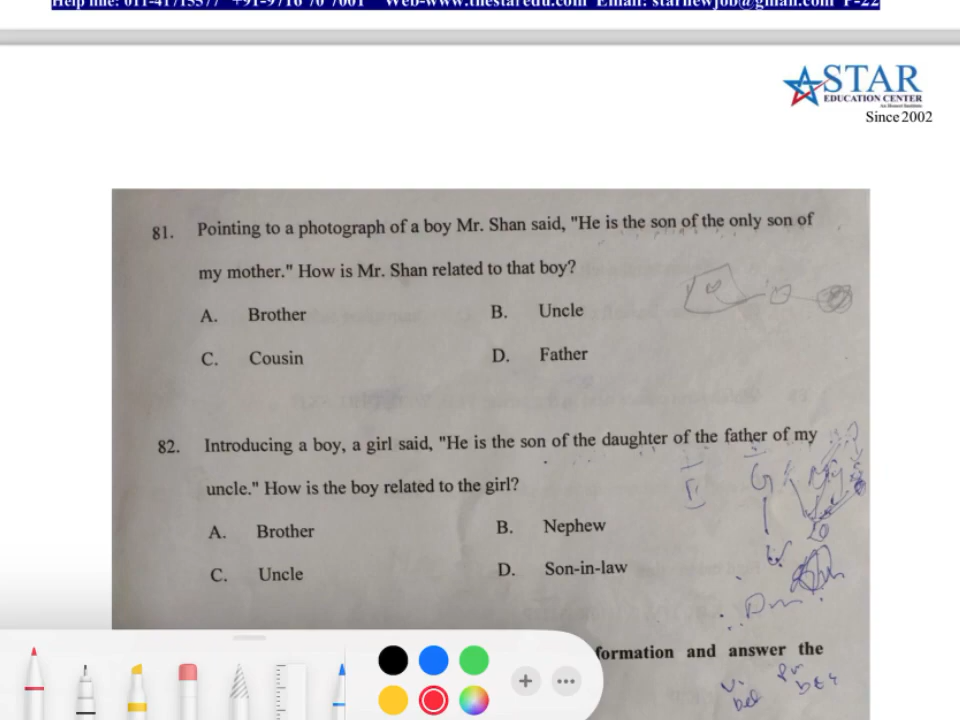 Help line: 011-41715577 +91-9716 70 7001 Web-www.thestaredu.com Email: starnewjob@gmail.com P-22
STAR
EDUCATION CENTER
Since 2002
81. Pointing to a photograph of a boy Mr. Shan said, "He is the son of the only son of
my mother." How is Mr. Shan related to that boy?
A. Brother B. Uncle
C. Cousin D. Father
82. Introducing a boy, a girl said, "He is the son of the daughter of the father of my
uncle." How is the boy related to the girl?
A. Brother B. Nephew
C. Uncle D. Son-in-law
formation and answer the